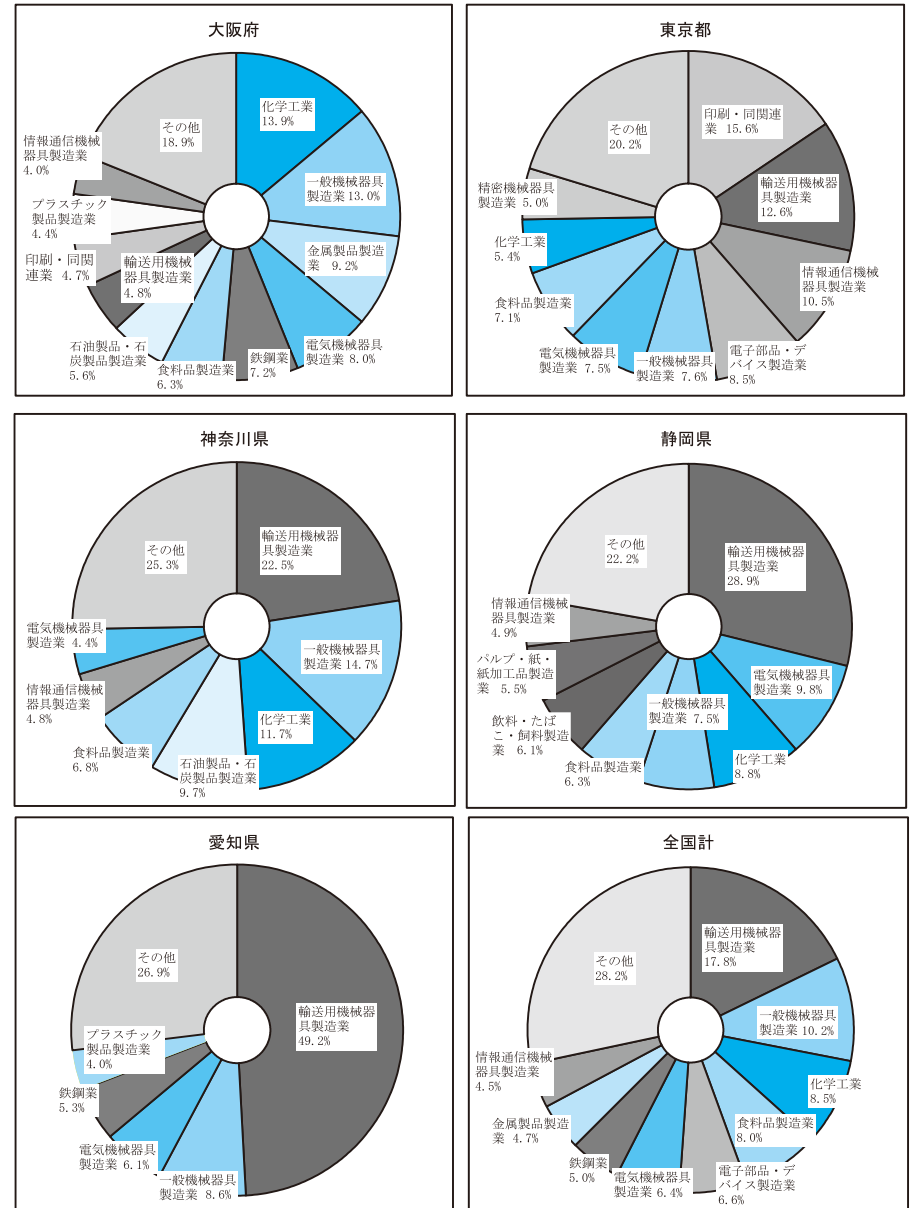 大阪府
化学工業
13.9%
一般機械器具
製造業 13.0%
金属製品製造
業 9.2%
電気機械器具
製造業 8.0%
鉄鋼業
7.2%
食料品製造業
6.3%
石油製品・石
炭製品製造業
5.6%
輸送用機械
器具製造業
4.8%
印刷・同関
連業 4.7%
プラスチック
製品製造業
4.4%
情報通信機械
器具製造業
4.0%
その他
18.9%
東京都
印刷・同関連
業 15.6%
輸送用機械器
具製造業
12.6%
情報通信機械
器具製造業
10.5%
電子部品・デ
バイス製造業
8.5%
一般機械器具
製造業 7.6%
電気機械器具
製造業 7.5%
食料品製造業
7.1%
化学工業
5.4%
精密機械器具
製造業 5.0%
その他
20.2%
神奈川県
輸送用機械器
具製造業
22.5%
一般機械器具
製造業 14.7%
化学工業
11.7%
石油製品・石
炭製品製造業
9.7%
食料品製造業
6.8%
情報通信機械
器具製造業
4.8%
電気機械器具
製造業 4.4%
その他
25.3%
静岡県
輸送用機械器
具製造業
28.9%
電気機械器具
製造業 9.8%
化学工業
8.8%
一般機械器具
製造業 7.5%
食料品製造業
6.3%
飲料・たば
こ・飼料製造
業 6.1%
パルプ・紙・
紙加工品製造
業 5.5%
情報通信機械
器具製造業
4.9%
その他
22.2%
愛知県
輸送用機械器
具製造業
49.2%
一般機械器具
製造業 8.6%
電気機械器具
製造業 6.1%
鉄鋼業
5.3%
プラスチック
製品製造業
4.0%
その他
26.9%
全国計
輸送用機械器
具製造業
17.8%
一般機械器具
製造業 10.2%
化学工業
8.5%
食料品製造業
8.0%
電子部品・デ
バイス製造業
6.6%
電気機械器具
製造業 6.4%
鉄鋼業
5.0%
金属製品製造
業 4.7%
情報通信機械
器具製造業
4.5%
その他
28.2%